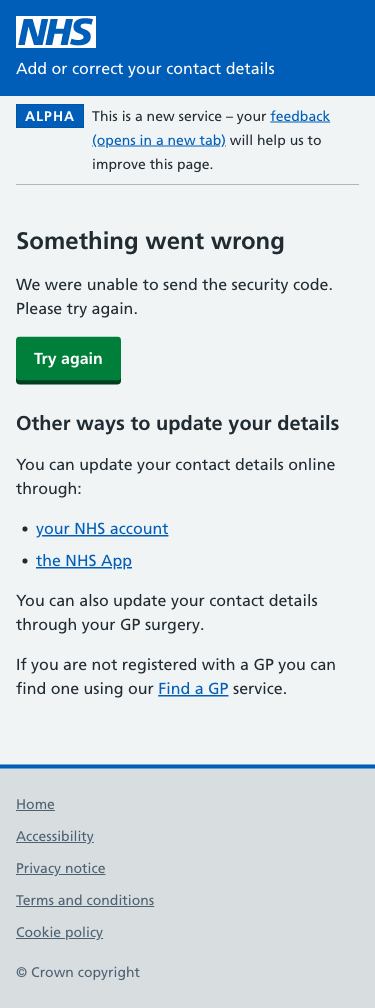 NHS
Add or correct your contact details
ALPHA
This is a new service – your feedback
(opens in a new tab) will help us to
improve this page.
Something went wrong
We were unable to send the security code.
Please try again.
Try again
Other ways to update your details
You can update your contact details online
through:
• your NHS account
• the NHS App
You can also update your contact details
through your GP surgery.
If you are not registered with a GP you can
find one using our Find a GP service.
Home
Accessibility
Privacy notice
Terms and conditions
Cookie policy
© Crown copyright